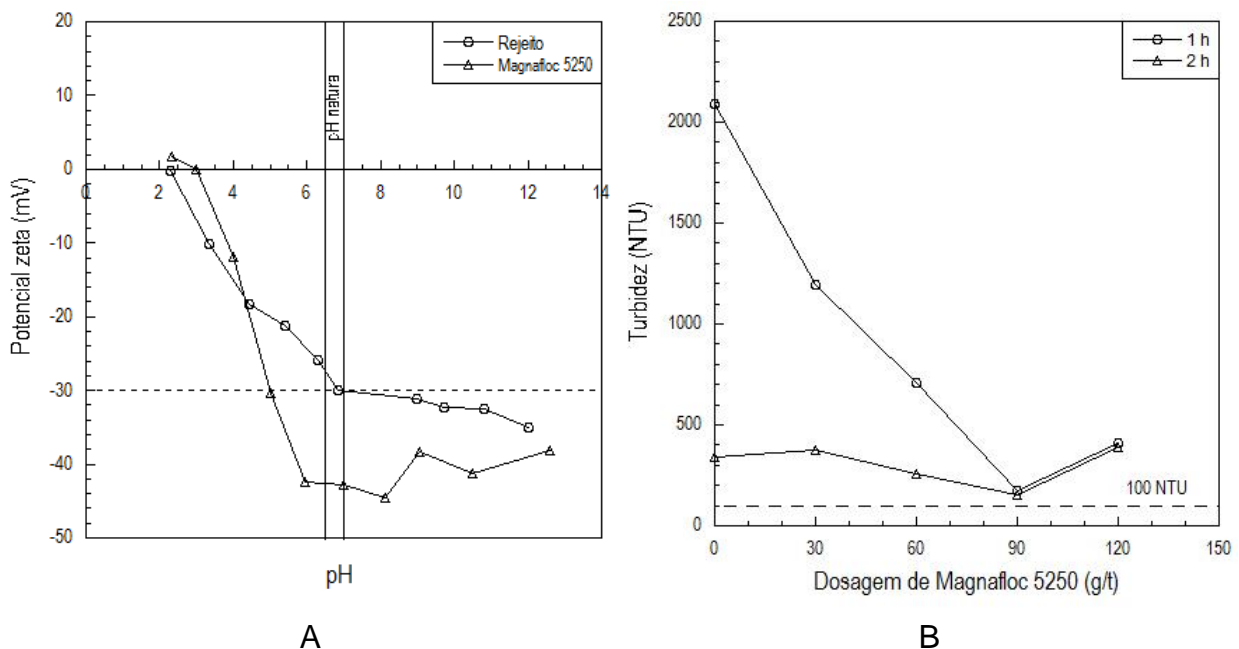 20
10
0
-10
-20
-30
-40
-50
0
2
4
6
8
10
12
14
Potencial zeta (mV)
pH
pH natural
Rejeito
Magnafloc 5250
A
2500
2000
1500
1000
500
0
0
30
60
90
120
150
Turbidez (NTU)
Dosagem de Magnafloc 5250 (g/t)
1 h
2 h
100 NTU
B